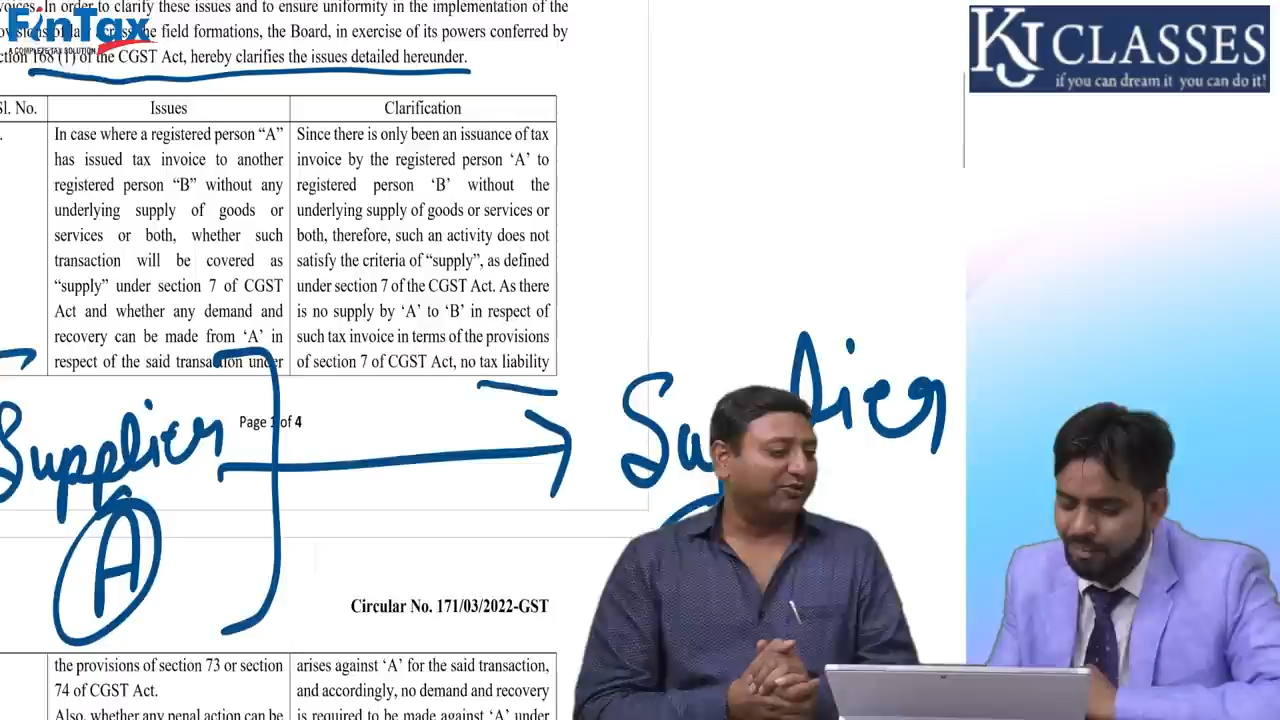 voices. In order to clarify these issues and to ensure uniformity in the implementation of the
field formations, the Board, in exercise of its powers conferred by
ction 168 (1) of the CGST Act, hereby clarifies the issues detailed hereunder.
FinTax
A COMPLETE TAX SOLUTION
KJ CLASSES
if you can dream it you can do it!
Sl. No. Issues Clarification
In case where a registered person “A”
has issued tax invoice to another
registered person “B” without any
underlying supply of goods or
services or both, whether such
transaction will be covered as
“supply” under section 7 of CGST
Act and whether any demand and
recovery can be made from ‘A’ in
respect of the said transaction under
Since there is only been an issuance of tax
invoice by the registered person ‘A’ to
registered person ‘B’ without the
underlying supply of goods or services or
both, therefore, such an activity does not
satisfy the criteria of “supply”, as defined
under section 7 of the CGST Act. As there
is no supply by ‘A’ to ‘B’ in respect of
such tax invoice in terms of the provisions
of section 7 of CGST Act, no tax liability
Page 1 of 4
Supplier
A
Circular No. 171/03/2022-GST
the provisions of section 73 or section
74 of CGST Act.
Also, whether any penal action can be
arises against ‘A’ for the said transaction,
and accordingly, no demand and recovery
is required to be made against ‘A’ under